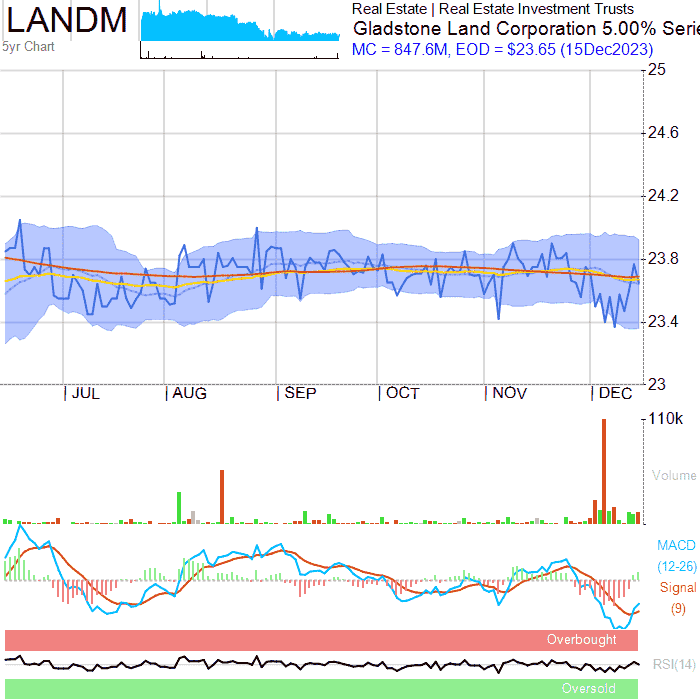 LANDM
5yr Chart
Real Estate | Real Estate Investment Trusts
Gladstone Land Corporation 5.00% Serie
MC = 847.6M, EOD = $23.65 (15Dec2023)
25
24.6
24.2
23.8
23.4
23
JUL AUG SEP OCT NOV DEC
110k
Volume
MACD
(12-26)
Signal
(9)
Overbought
RSI(14)
Oversold